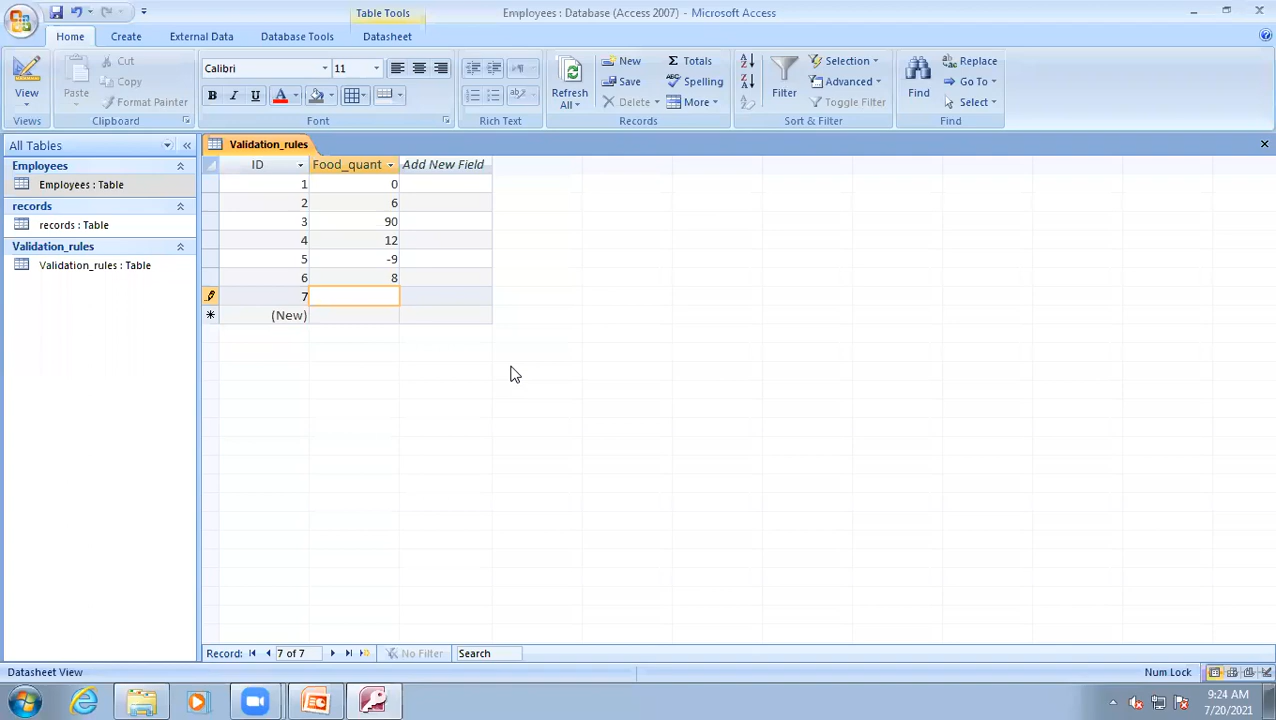 Table Tools
Employees : Database (Access 2007) - Microsoft Access
Home Create External Data Database Tools Datasheet
View
Views
Paste
Cut
Copy
Format Painter
Clipboard
Calibri 11
B I U A
Font
Rich Text
Refresh All
New
Save
Delete
Totals
Spelling
More
Records
Filter
Selection
Advanced
Toggle Filter
Sort & Filter
Find
Replace
Go To
Select
Find
All Tables
Employees
Employees : Table
records
records : Table
Validation_rules
Validation_rules : Table
Validation_rules
ID Food_quant Add New Field
1 0
2 6
3 90
4 12
5 -9
6 8
7
(New)
Record: 7 of 7 No Filter Search
Datasheet View
Num Lock
9:24 AM
7/20/2021